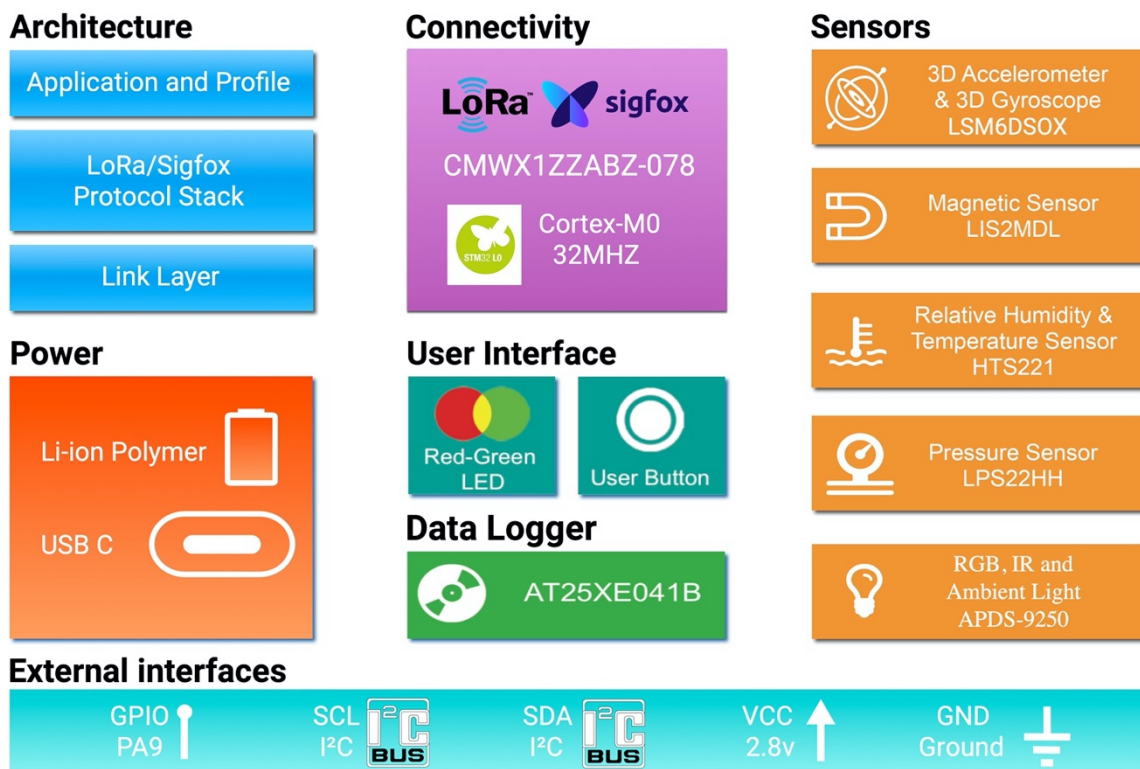 Architecture
Application and Profile
LoRa/Sigfox
Protocol Stack
Link Layer
Connectivity
LoRa™ sigfox
CMWX1ZZABZ-078
STM32 L0
Cortex-M0
32MHZ
Sensors
3D Accelerometer
& 3D Gyroscope
LSM6DSOX
Magnetic Sensor
LIS2MDL
Relative Humidity &
Temperature Sensor
HTS221
Pressure Sensor
LPS22HH
RGB, IR and
Ambient Light
APDS-9250
Power
Li-ion Polymer
USB C
User Interface
Red-Green
LED
User Button
Data Logger
AT25XE041B
External interfaces
GPIO
PA9
SCL
I²C
I²C
BUS
SDA
I²C
I²C
BUS
VCC
2.8v
GND
Ground